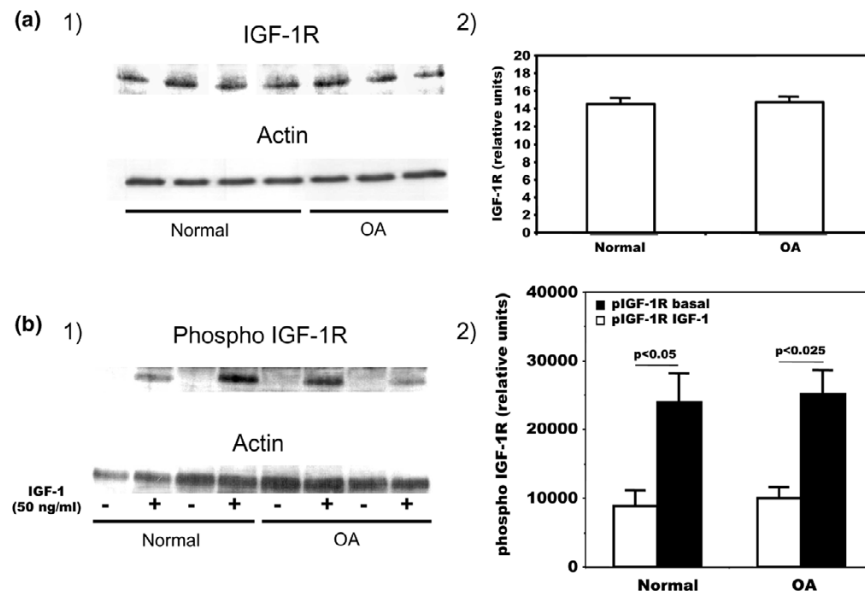 (a) 1)
IGF-1R
Actin
Normal OA
2)
IGF-1R (relative units)
20
18
16
14
12
10
8
6
4
2
0
Normal OA
(b) 1)
Phospho IGF-1R
Actin
IGF-1
(50 ng/ml)
- + - + - + - +
Normal OA
2)
phospho IGF-1R (relative units)
40000
30000
20000
10000
0
pIGF-1R basal
pIGF-1R IGF-1
p<0.05
p<0.025
Normal OA